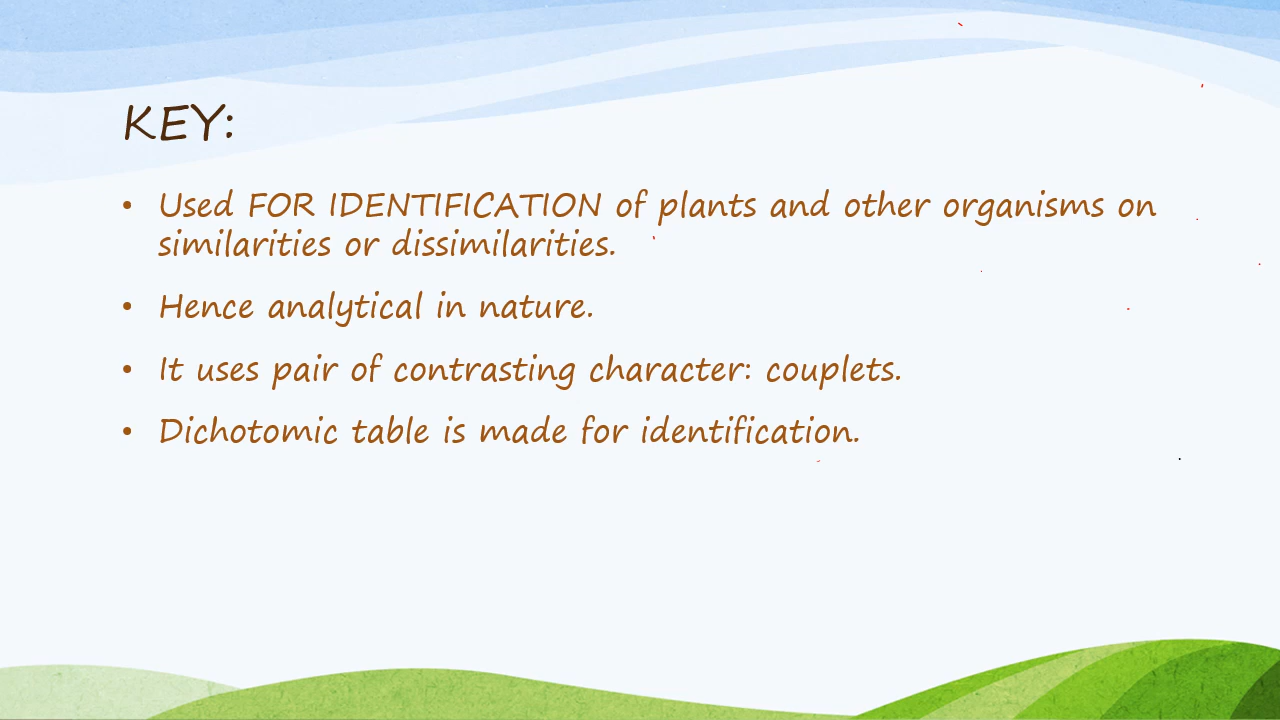 KEY:
• Used FOR IDENTIFICATION of plants and other organisms on
similarities or dissimilarities.
• Hence analytical in nature.
• It uses pair of contrasting character: couplets.
• Dichotomic table is made for identification.